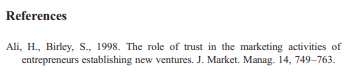 References
Ali, H., Birley, S., 1998. The role of trust in the marketing activities of
entrepreneurs establishing new ventures. J. Market. Manag. 14, 749–763.